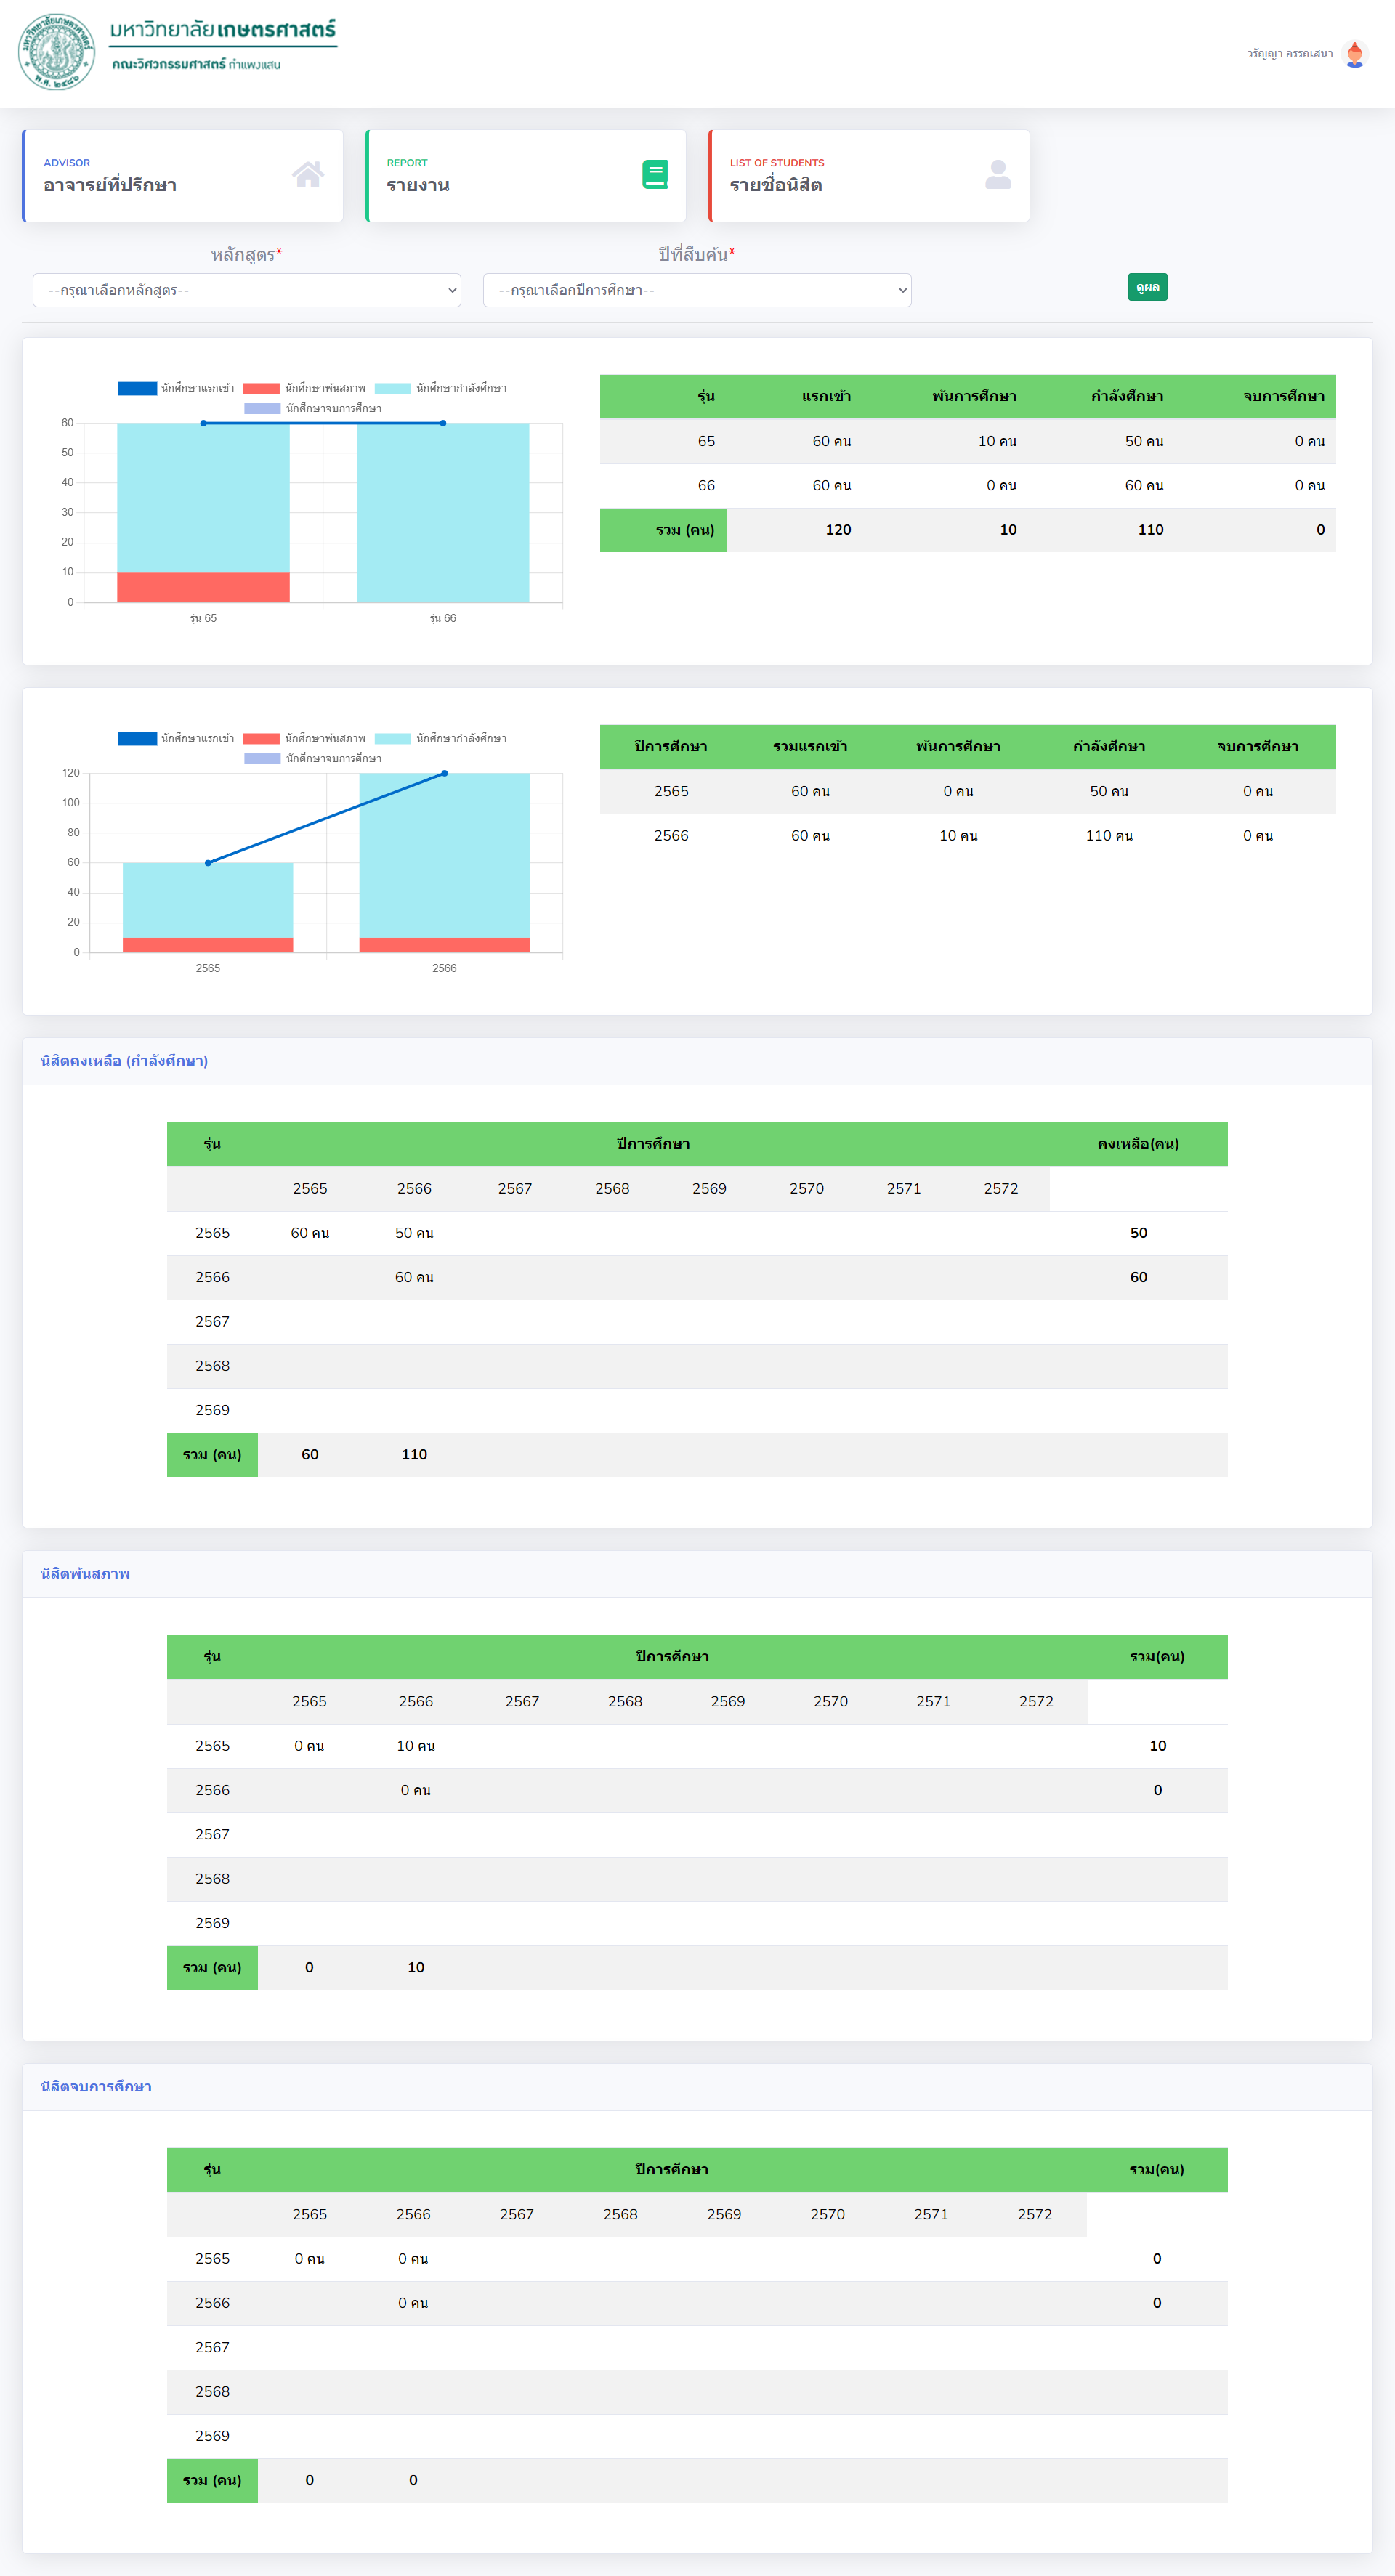 มหาวิทยาลัยเกษตรศาสตร์
คณะวิศวกรรมศาสตร์ กำแพงแสน
มหาวิทยาลัยเกษตรศาสตร์
พ.ศ. ๒๔๘๖
วรัญญา อรรถเสนา
ADVISOR
อาจารย์ที่ปรึกษา
REPORT
รายงาน
LIST OF STUDENTS
รายชื่อนิสิต
หลักสูตร*
ปีที่สืบค้น*
--กรุณาเลือกหลักสูตร--
--กรุณาเลือกปีการศึกษา--
ดูผล
นักศึกษาแรกเข้า นักศึกษาพ้นสภาพ นักศึกษากำลังศึกษา
นักศึกษาจบการศึกษา
60
50
40
30
20
10
0
รุ่น 65 รุ่น 66
รุ่น แรกเข้า พ้นการศึกษา กำลังศึกษา จบการศึกษา
65 60 คน 10 คน 50 คน 0 คน
66 60 คน 0 คน 60 คน 0 คน
รวม (คน) 120 10 110 0
นักศึกษาแรกเข้า นักศึกษาพ้นสภาพ นักศึกษากำลังศึกษา
นักศึกษาจบการศึกษา
120
100
80
60
40
20
0
2565 2566
ปีการศึกษา รวมแรกเข้า พ้นการศึกษา กำลังศึกษา จบการศึกษา
2565 60 คน 0 คน 50 คน 0 คน
2566 60 คน 10 คน 110 คน 0 คน
นิสิตคงเหลือ (กำลังศึกษา)
รุ่น ปีการศึกษา คงเหลือ(คน)
2565 2566 2567 2568 2569 2570 2571 2572
2565 60 คน 50 คน 50
2566 60 คน 60
2567
2568
2569
รวม (คน) 60 110
นิสิตพ้นสภาพ
รุ่น ปีการศึกษา รวม(คน)
2565 2566 2567 2568 2569 2570 2571 2572
2565 0 คน 10 คน 10
2566 0 คน 0
2567
2568
2569
รวม (คน) 0 10
นิสิตจบการศึกษา
รุ่น ปีการศึกษา รวม(คน)
2565 2566 2567 2568 2569 2570 2571 2572
2565 0 คน 0 คน 0
2566 0 คน 0
2567
2568
2569
รวม (คน) 0 0